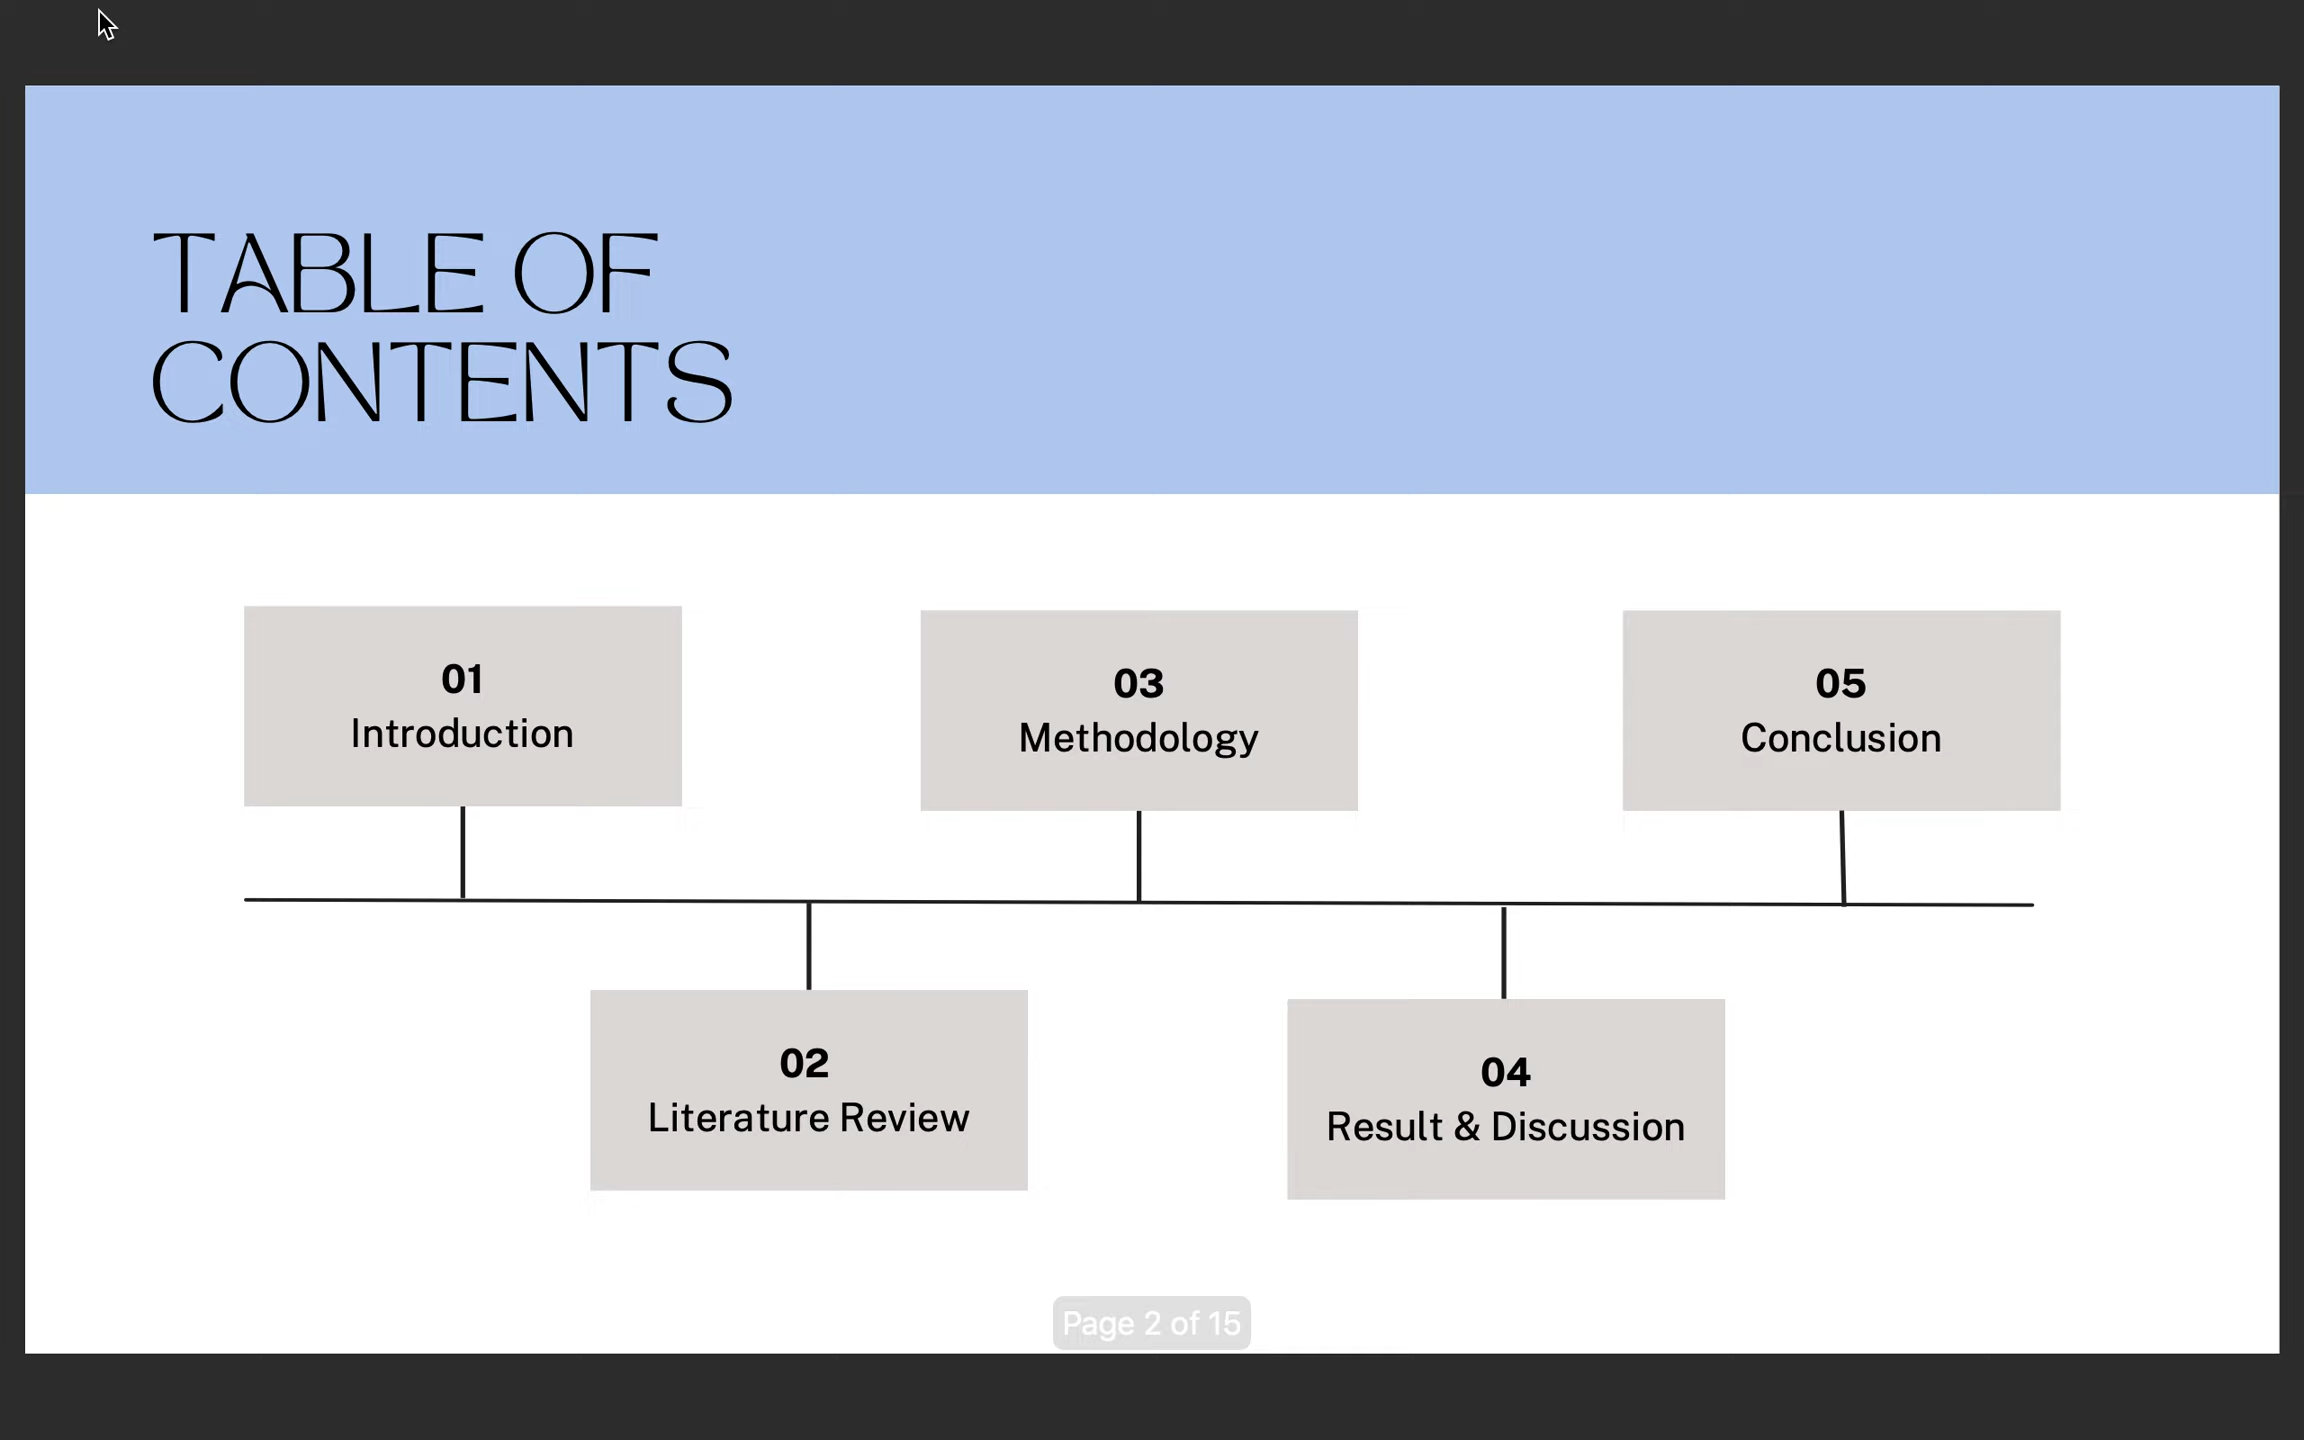 TABLE OF
CONTENTS
01
Introduction
02
Literature Review
03
Methodology
04
Result & Discussion
05
Conclusion
Page 2 of 15